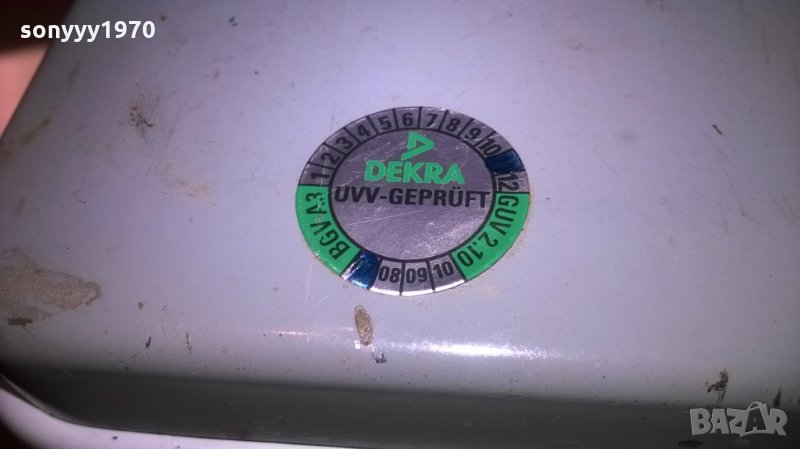 sonyyy1970
1 2 3 4 5 6 7 8 9 10 12
DEKRA
UVV-GEPRÜFT
BGV A3
GUV 2.10
08 09 10
BAZAR